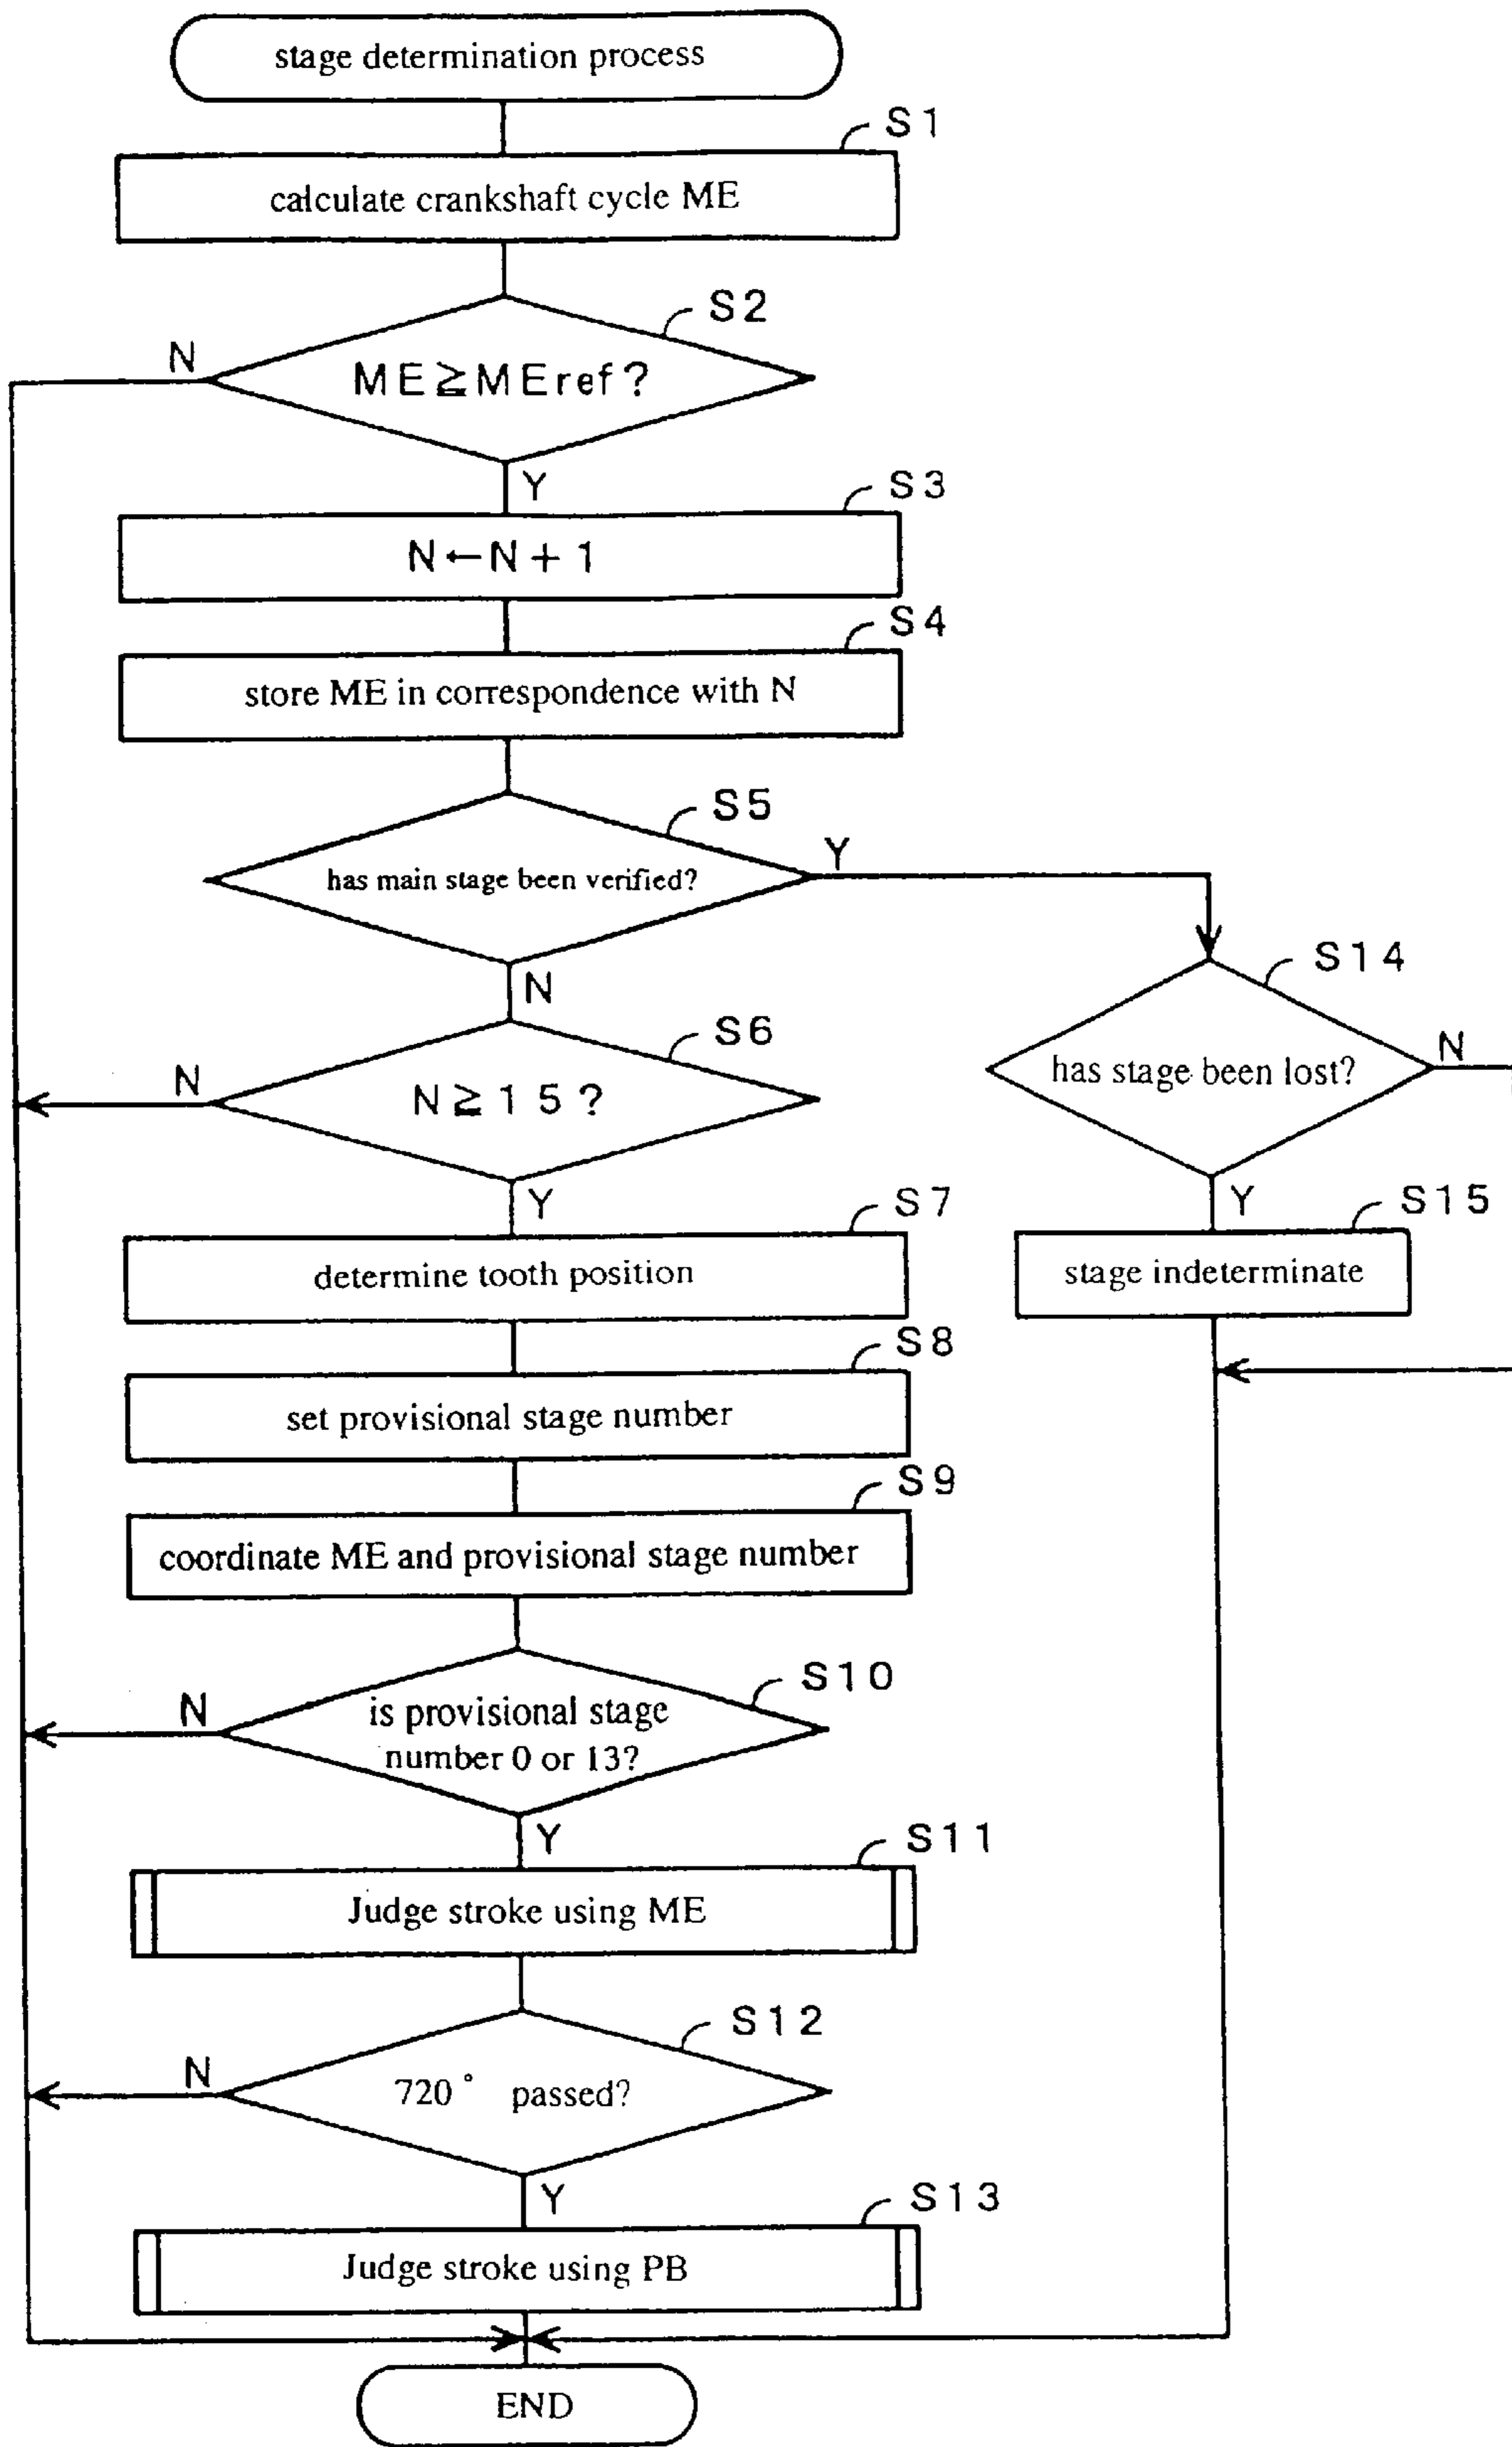 stage determination process
S1
calculate crankshaft cycle ME
S2
N
ME≧MEref?
Y
S3
N←N+1
S4
store ME in correspondence with N
S5
Y
has main stage been verified?
N
S14
N
has stage been lost?
S6
N
N≧15?
Y
Y
S7
determine tooth position
S15
stage indeterminate
S8
set provisional stage number
S9
coordinate ME and provisional stage number
S10
N
is provisional stage
number 0 or 13?
Y
S11
Judge stroke using ME
S12
N
720° passed?
Y
S13
Judge stroke using PB
END